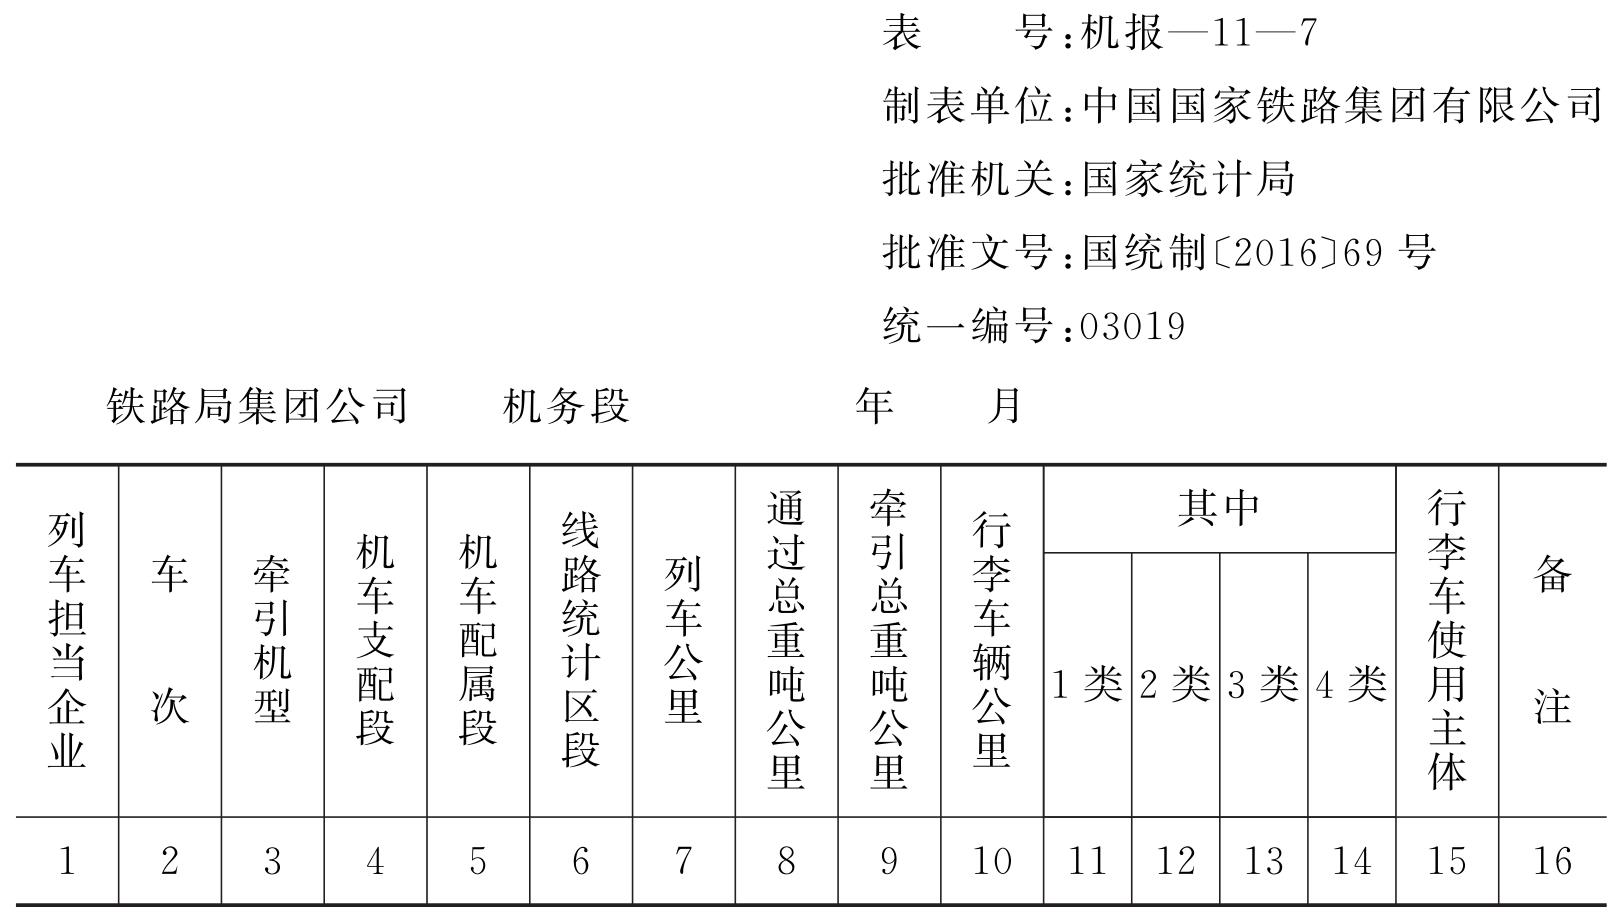 表　　号:机报—11—7
制表单位:中国国家铁路集团有限公司
批准机关:国家统计局
批准文号:国统制〔2016〕69 号
统一编号:03019
铁路局集团公司　　机务段　　　　　年　　月
列车担当企业
车次
牵引机型
机车支配段
机车配属段
线路统计区段
列车公里
通过总重吨公里
牵引总重吨公里
行李车辆公里
其中
1 类 2 类 3 类 4 类
行李车使用主体
备注
1 2 3 4 5 6 7 8 9 10 11 12 13 14 15 16